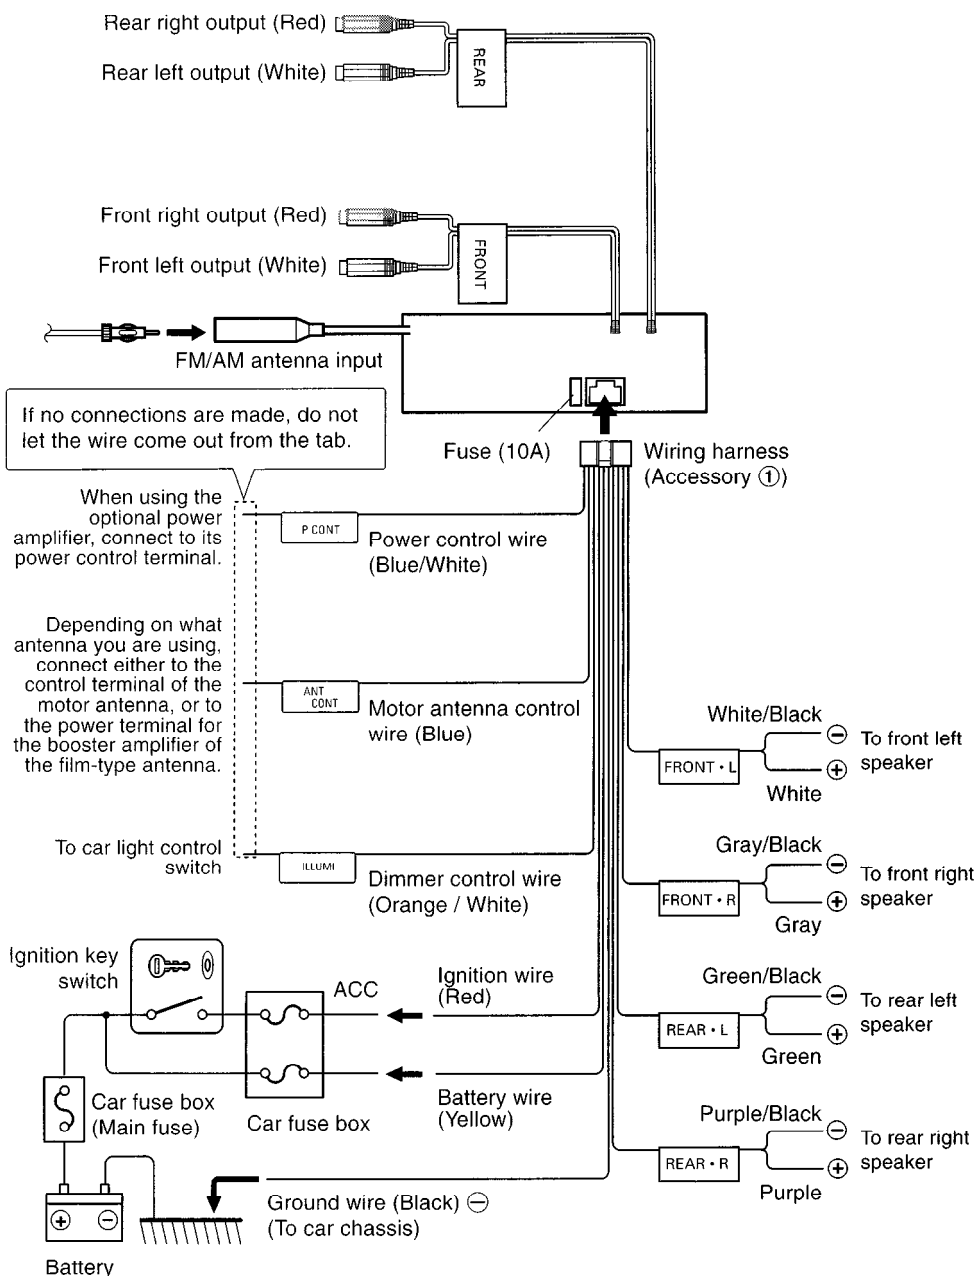 Rear right output (Red)
Rear left output (White)
REAR
Front right output (Red)
Front left output (White)
FRONT
FM/AM antenna input
If no connections are made, do not
let the wire come out from the tab.
Fuse (10A)
Wiring harness
(Accessory ①)
When using the
optional power
amplifier, connect to its
power control terminal.
P CONT
Power control wire
(Blue/White)
Depending on what
antenna you are using,
connect either to the
control terminal of the
motor antenna, or to
the power terminal for
the booster amplifier of
the film-type antenna.
ANT
CONT
Motor antenna control
wire (Blue)
To car light control
switch
ILLUMI
Dimmer control wire
(Orange / White)
White/Black
⊖ To front left
speaker
FRONT • L
⊕
White
Gray/Black
⊖ To front right
speaker
FRONT • R
⊕
Gray
Green/Black
⊖ To rear left
speaker
REAR • L
⊕
Green
Purple/Black
⊖ To rear right
speaker
REAR • R
⊕
Purple
Ignition key
switch
ACC
Ignition wire
(Red)
Car fuse box
(Main fuse)
Car fuse box
Battery wire
(Yellow)
Ground wire (Black) ⊖
(To car chassis)
⊕ ⊖
Battery